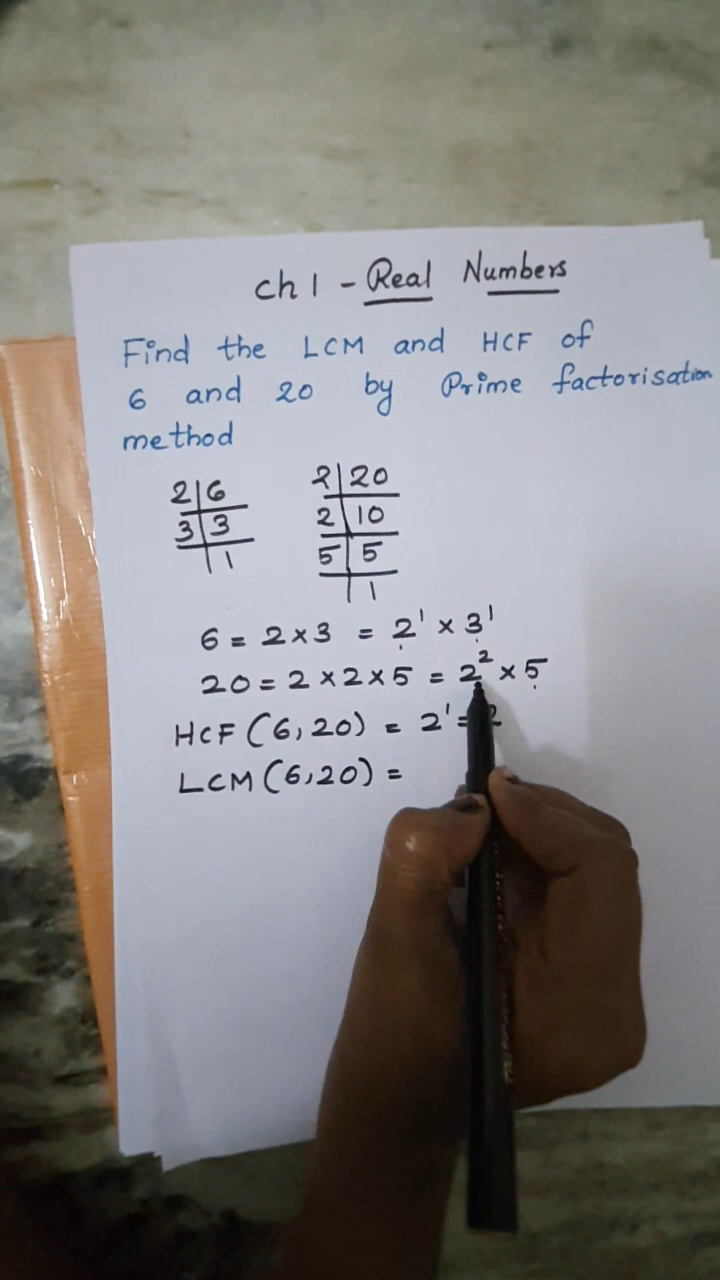 Ch 1 - Real Numbers
Find the LCM and HCF of
6 and 20 by Prime factorisation
method
2|6
3|3
|1
2|20
2|10
5|5
|1
6 = 2 × 3 = 2¹ × 3¹
20 = 2 × 2 × 5 = 2² × 5
HCF (6,20) = 2¹ = 2
LCM (6,20) =